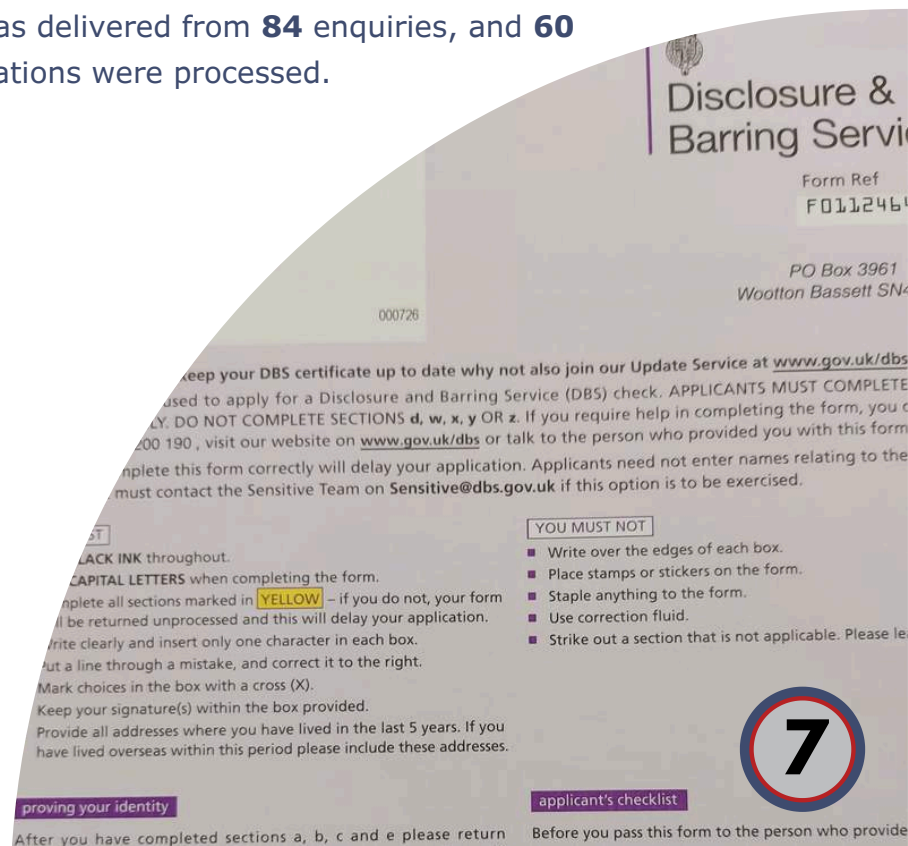 as delivered from 84 enquiries, and 60
ations were processed.
Disclosure &
Barring Servi
Form Ref
F0112464
PO Box 3961
Wootton Bassett SN4
000726
keep your DBS certificate up to date why not also join our Update Service at www.gov.uk/dbs
used to apply for a Disclosure and Barring Service (DBS) check. APPLICANTS MUST COMPLETE
LY. DO NOT COMPLETE SECTIONS d, w, x, y OR z. If you require help in completing the form, you
200 190 , visit our website on www.gov.uk/dbs or talk to the person who provided you with this form
mplete this form correctly will delay your application. Applicants need not enter names relating to the
must contact the Sensitive Team on Sensitive@dbs.gov.uk if this option is to be exercised.
ST
LACK INK throughout.
CAPITAL LETTERS when completing the form.
mplete all sections marked in YELLOW – if you do not, your form
ll be returned unprocessed and this will delay your application.
Write clearly and insert only one character in each box.
Put a line through a mistake, and correct it to the right.
Mark choices in the box with a cross (X).
Keep your signature(s) within the box provided.
Provide all addresses where you have lived in the last 5 years. If you
have lived overseas within this period please include these addresses.
YOU MUST NOT
Write over the edges of each box.
Place stamps or stickers on the form.
Staple anything to the form.
Use correction fluid.
Strike out a section that is not applicable. Please lea
7
proving your identity
After you have completed sections a, b, c and e please return
applicant's checklist
Before you pass this form to the person who provide